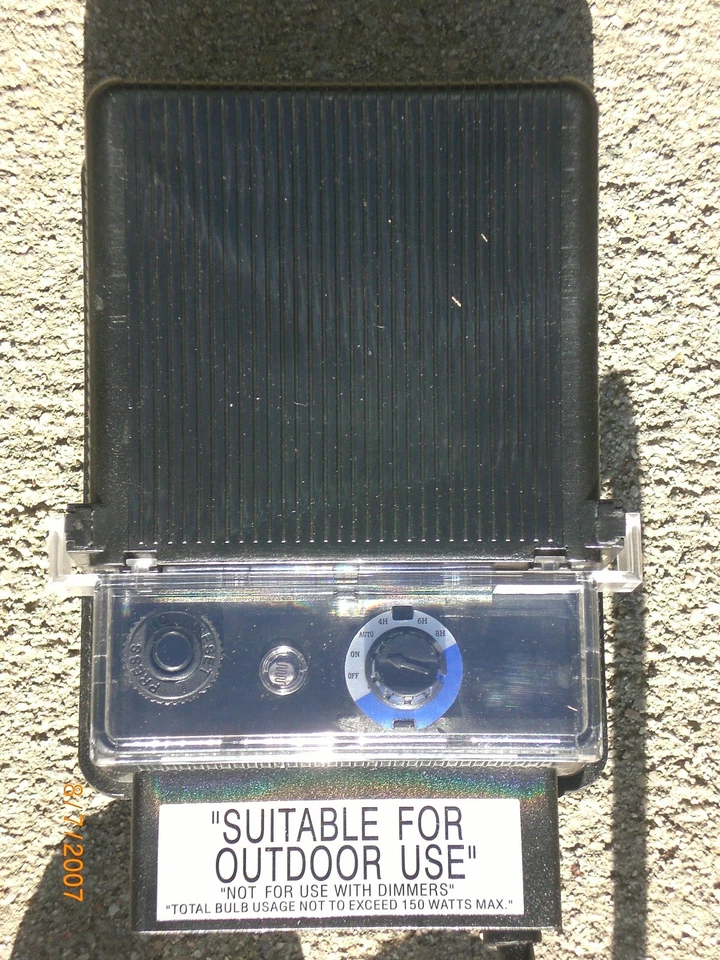 PRESS TO RESET
4H
6H
AUTO
8H
ON
OFF
"SUITABLE FOR
OUTDOOR USE"
"NOT FOR USE WITH DIMMERS"
"TOTAL BULB USAGE NOT TO EXCEED 150 WATTS MAX."
8/7/2007